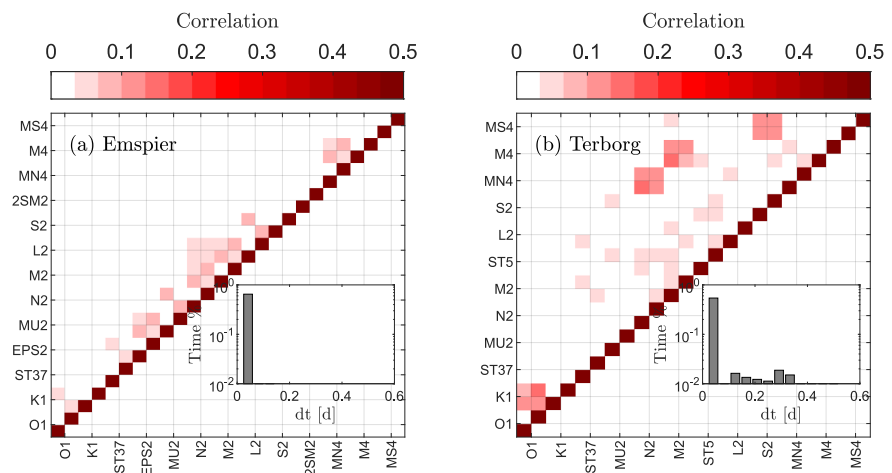 Correlation
0 0.1 0.2 0.3 0.4 0.5
(a) Emspier
MS4
M4
MN4
2SM2
S2
L2
M2
N2
MU2
EPS2
ST37
K1
O1
O1 K1 ST37 EPS2 MU2 N2 M2 L2 S2 2SM2 MN4 M4 MS4
Time %
10^0
10^-1
10^-2
0 0.2 0.4 0.6
dt [d]
Correlation
0 0.1 0.2 0.3 0.4 0.5
(b) Terborg
MS4
M4
MN4
S2
L2
ST5
M2
N2
MU2
ST37
K1
O1
O1 K1 ST37 MU2 N2 M2 ST5 L2 S2 MN4 M4 MS4
Time %
10^0
10^-1
10^-2
0 0.2 0.4 0.6
dt [d]